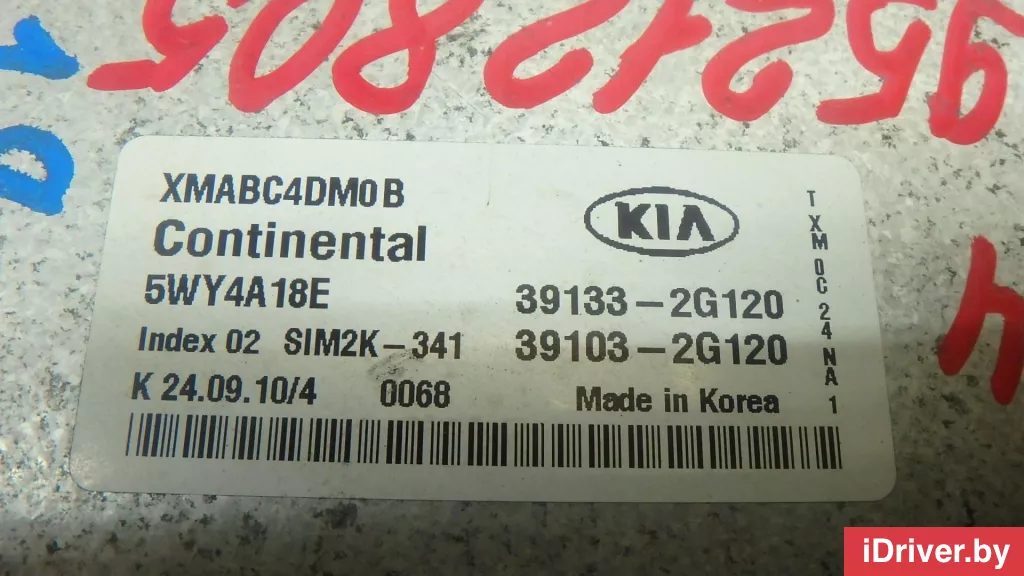 95212805
XMABC4DM0B
Continental
5WY4A18E
Index 02 SIM2K-341
K 24.09.10/4 0068
KIA
39133-2G120
39103-2G120
Made in Korea
TXM0C24NA1
iDriver.by